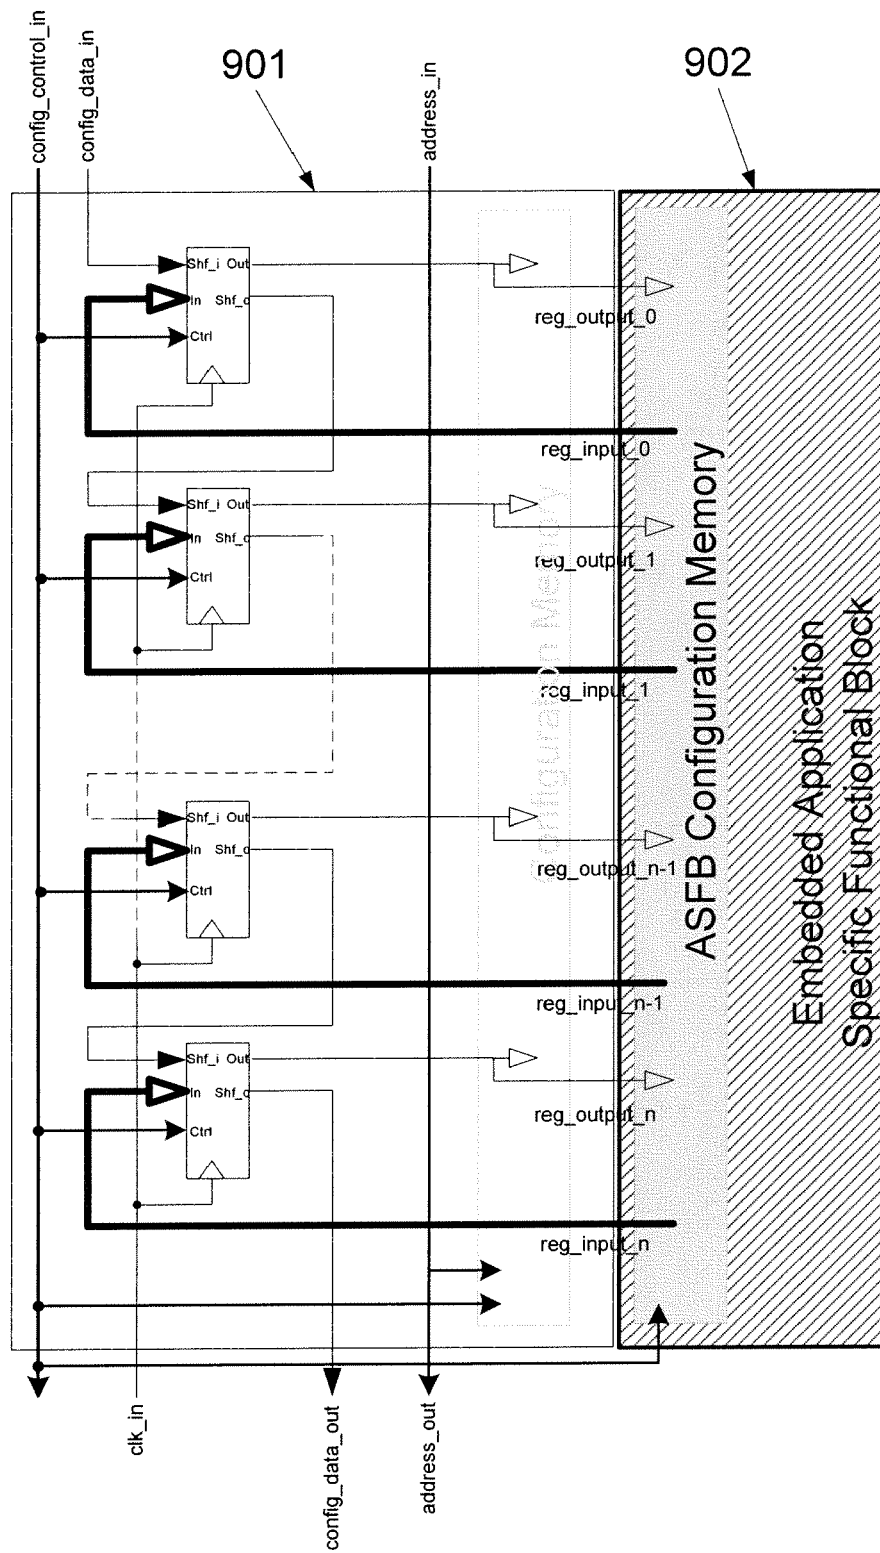 config_control_in
config_data_in
901
address_in
902
Shf_i Out
In Shf_o
Ctrl
reg_output_0
reg_input_0
Shf_i Out
In Shf_o
Ctrl
reg_output_1
reg_input_1
Configuration Memory
ASFB Configuration Memory
Embedded Application
Specific Functional Block
Shf_i Out
In Shf_o
Ctrl
reg_output_n-1
reg_input_n-1
Shf_i Out
In Shf_o
Ctrl
reg_output_n
reg_input_n
clk_in
config_data_out
address_out